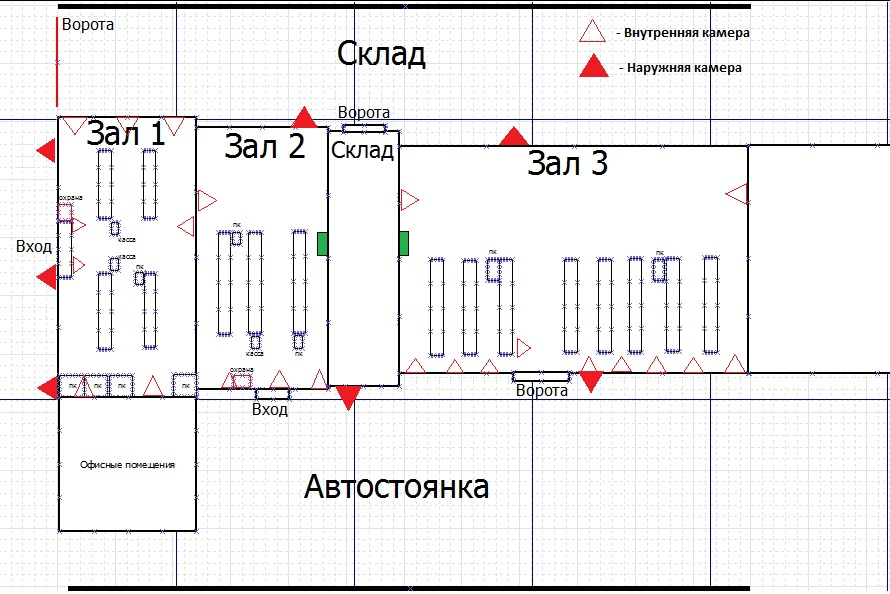 Ворота
- Внутренняя камера
- Наружняя камера
Склад
Ворота
Зал 1
Зал 2
Склад
Зал 3
охрана
Вход
касса
касса
пк
пк
касса
пк
пк
пк
пк
пк
пк
пк
охрана
Вход
Ворота
Офисные помещения
Автостоянка